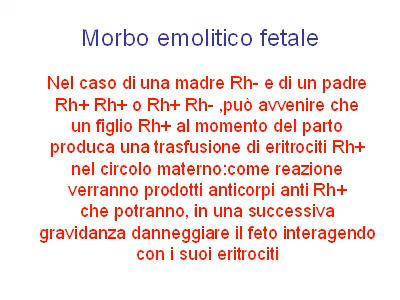 Morbo emolitico fetale
Nel caso di una madre Rh- e di un padre
Rh+ Rh+ o Rh+ Rh- ,può avvenire che
un figlio Rh+ al momento del parto
produca una trasfusione di eritrociti Rh+
nel circolo materno:come reazione
verranno prodotti anticorpi anti Rh+
che potranno, in una successiva
gravidanza danneggiare il feto interagendo
con i suoi eritrociti